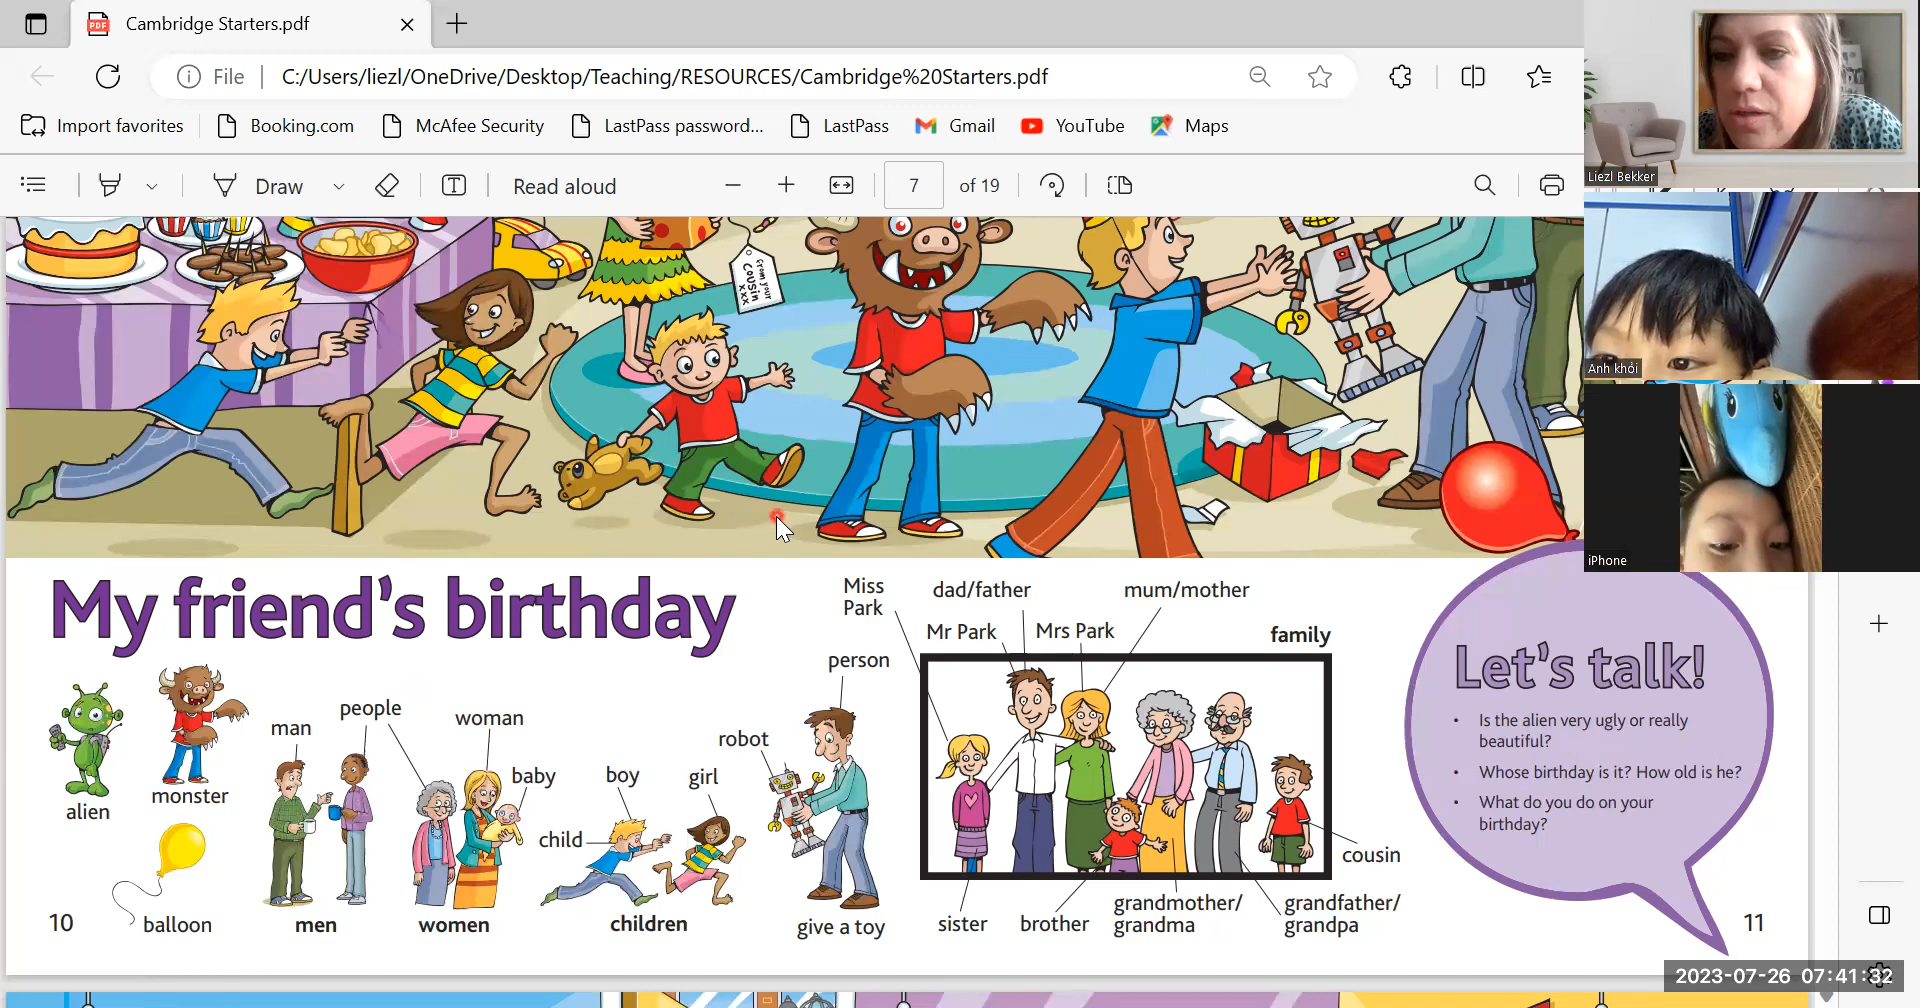 Cambridge Starters.pdf
File
C:/Users/liezl/OneDrive/Desktop/Teaching/RESOURCES/Cambridge%20Starters.pdf
Import favorites
Booking.com
McAfee Security
LastPass password...
LastPass
Gmail
YouTube
Maps
Draw
Read aloud
7
of 19
Liezl Bekker
Anh khôi
iPhone
From your
Cousin
xxx
My friend's birthday
alien
monster
balloon
man
people
woman
baby
men
women
child
boy
girl
children
robot
person
give a toy
Miss
Park
dad/father
mum/mother
Mr Park
Mrs Park
family
sister
brother
grandmother/
grandma
grandfather/
grandpa
cousin
Let's talk!
• Is the alien very ugly or really
beautiful?
• Whose birthday is it? How old is he?
• What do you do on your
birthday?
10
11
2023-07-26 07:41:32